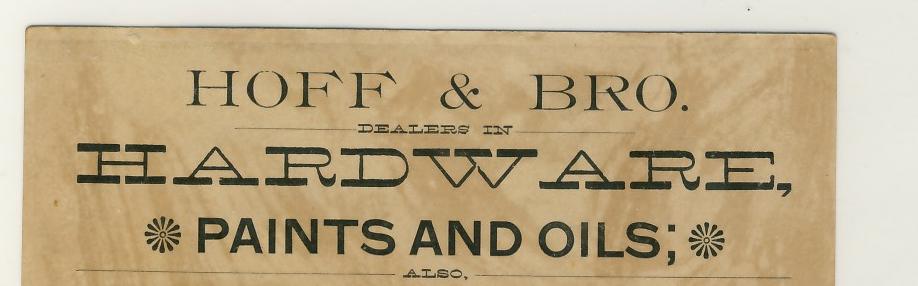 HOFF & BRO.
DEALERS IN
HARDWARE,
PAINTS AND OILS;
ALSO,